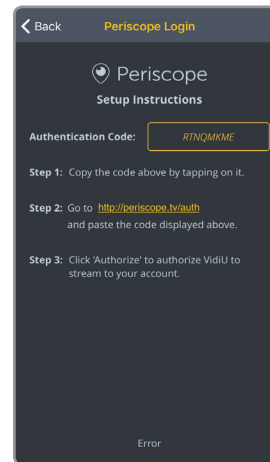 Back Periscope Login
Periscope
Setup Instructions
Authentication Code: RTNQMKME
Step 1: Copy the code above by tapping on it.
Step 2: Go to http://periscope.tv/auth
and paste the code displayed above.
Step 3: Click 'Authorize' to authorize VidiU to
stream to your account.
Error